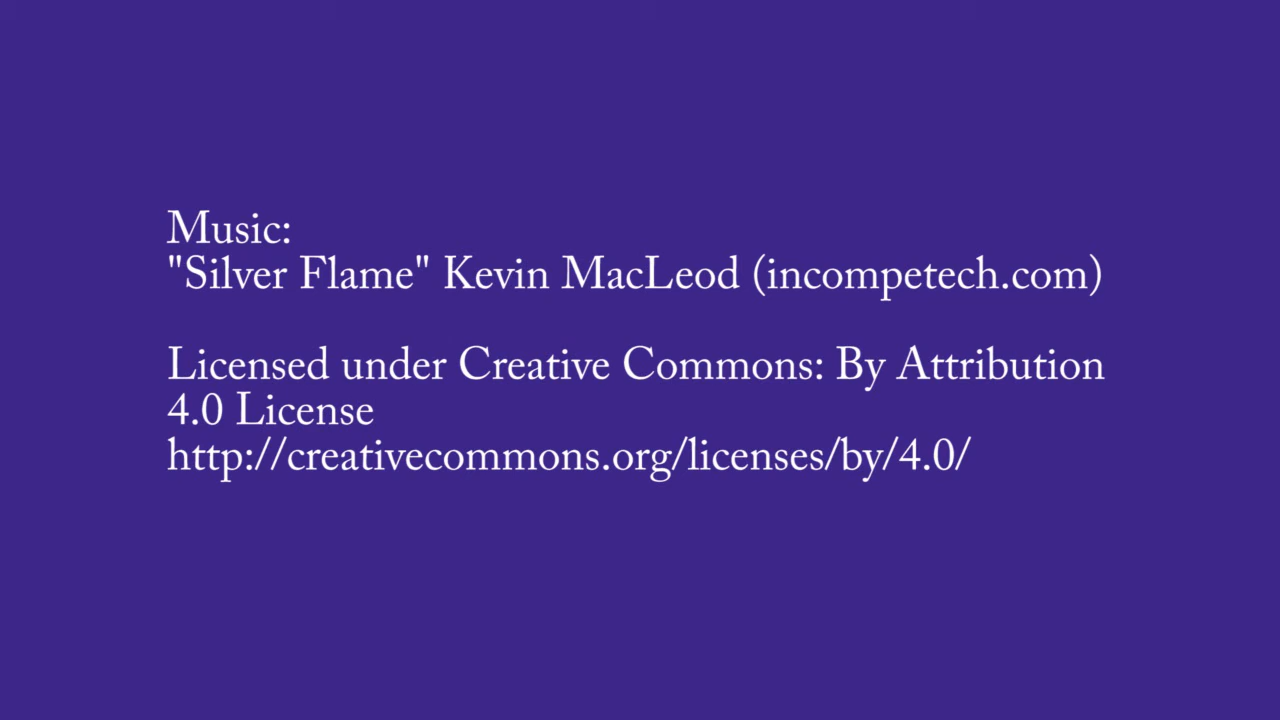 Music:
"Silver Flame" Kevin MacLeod (incompetech.com)
Licensed under Creative Commons: By Attribution
4.0 License
http://creativecommons.org/licenses/by/4.0/